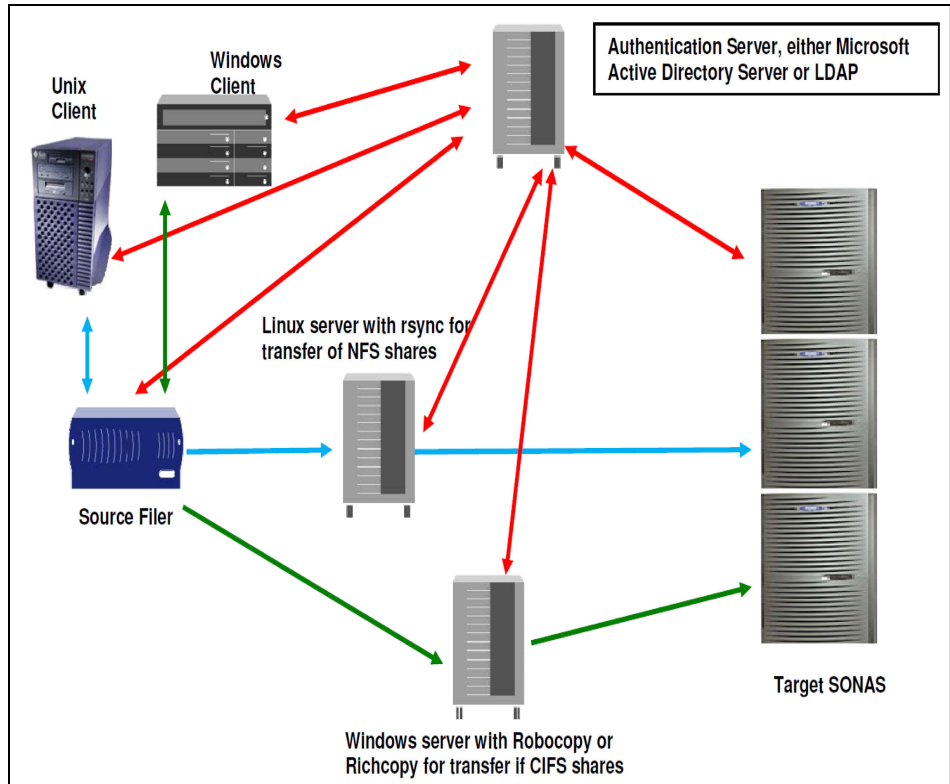 Authentication Server, either Microsoft
Active Directory Server or LDAP
Windows
Client
Unix
Client
Linux server with rsync for
transfer of NFS shares
Source Filer
Target SONAS
Windows server with Robocopy or
Richcopy for transfer if CIFS shares